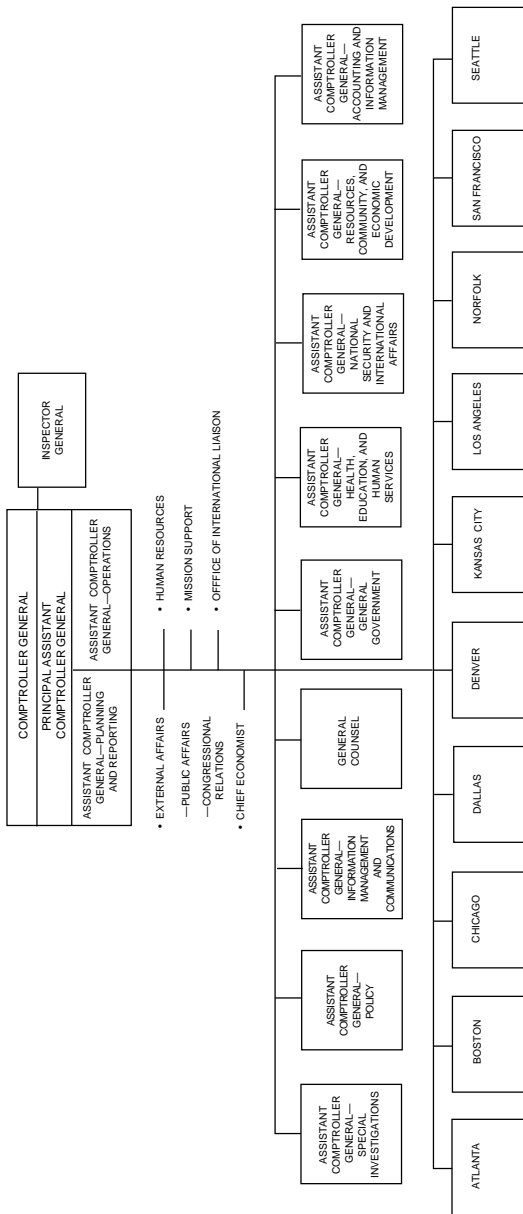 COMPTROLLER GENERAL
PRINCIPAL ASSISTANT
COMPTROLLER GENERAL
ASSISTANT COMPTROLLER
GENERAL—PLANNING
AND REPORTING
ASSISTANT COMPTROLLER
GENERAL—OPERATIONS
INSPECTOR
GENERAL
• EXTERNAL AFFAIRS
—PUBLIC AFFAIRS
—CONGRESSIONAL
RELATIONS
• CHIEF ECONOMIST
• HUMAN RESOURCES
• MISSION SUPPORT
• OFFFICE OF INTERNATIONAL LIAISON
ASSISTANT
COMPTROLLER
GENERAL—
SPECIAL
INVESTIGATIONS
ASSISTANT
COMPTROLLER
GENERAL—
POLICY
ASSISTANT
COMPTROLLER
GENERAL—
INFORMATION
MANAGEMENT
AND
COMMUNICATIONS
GENERAL
COUNSEL
ASSISTANT
COMPTROLLER
GENERAL—
GENERAL
GOVERNMENT
ASSISTANT
COMPTROLLER
GENERAL—
HEALTH,
EDUCATION, AND
HUMAN
SERVICES
ASSISTANT
COMPTROLLER
GENERAL—
NATIONAL
SECURITY AND
INTERNATIONAL
AFFAIRS
ASSISTANT
COMPTROLLER
GENERAL—
RESOURCES,
COMMUNITY, AND
ECONOMIC
DEVELOPMENT
ASSISTANT
COMPTROLLER
GENERAL—
ACCOUNTING AND
INFORMATION
MANAGEMENT
ATLANTA
BOSTON
CHICAGO
DALLAS
DENVER
KANSAS CITY
LOS ANGELES
NORFOLK
SAN FRANCISCO
SEATTLE